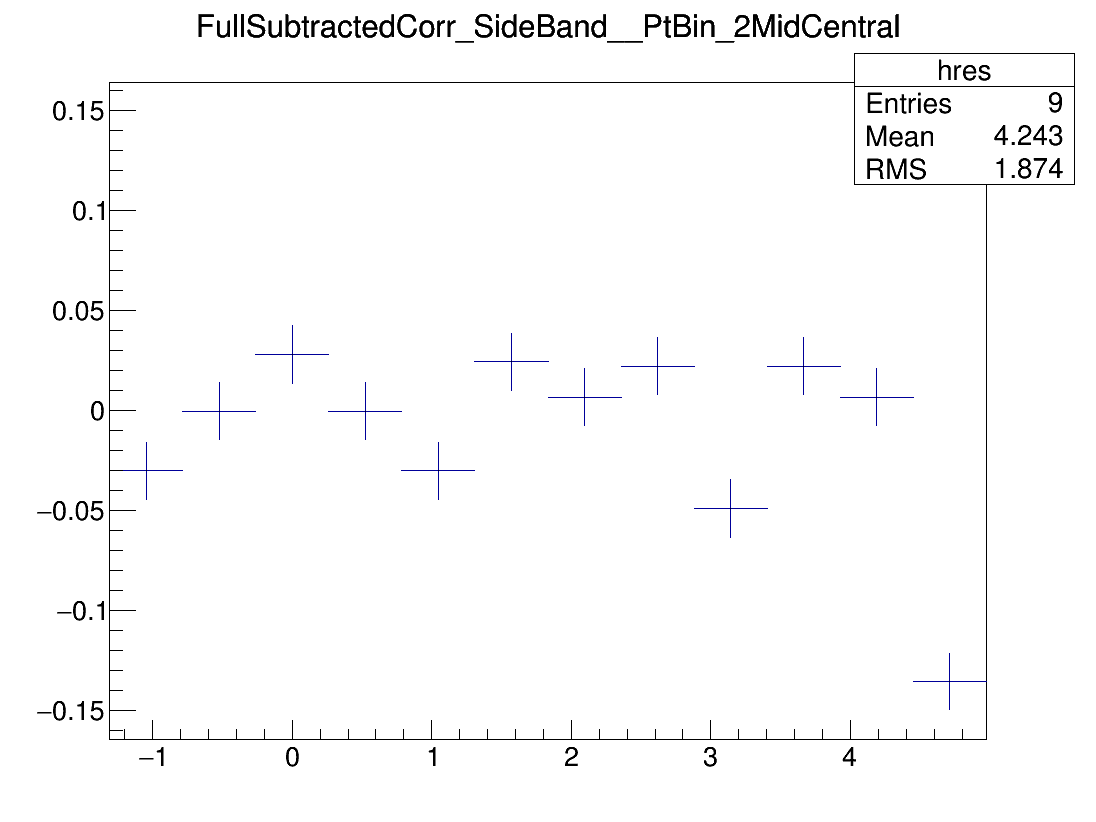 FullSubtractedCorr_SideBand__PtBin_2MidCentral
hres
Entries 9
Mean 4.243
RMS 1.874
0.15
0.1
0.05
0
−0.05
−0.1
−0.15
−1 0 1 2 3 4